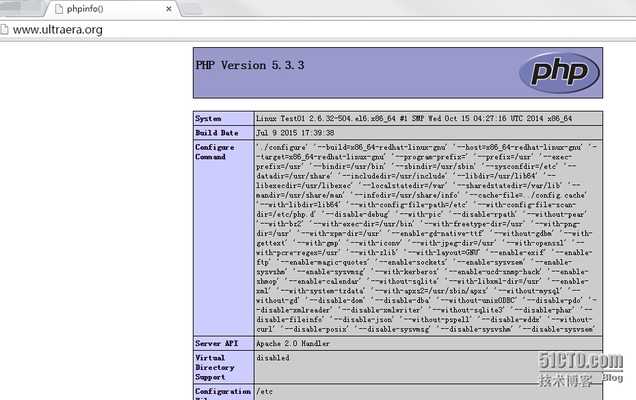 phpinfo()
www.ultraera.org
PHP Version 5.3.3
php
System
Linux Test01 2.6.32-504.el6.x86_64 #1 SMP Wed Oct 15 04:27:16 UTC 2014 x86_64
Build Date
Jul 9 2015 17:39:38
Configure
Command
'./configure' '--build=x86_64-redhat-linux-gnu' '--host=x86_64-redhat-linux-gnu' '-
-target=x86_64-redhat-linux-gnu' '--program-prefix=' '--prefix=/usr' '--exec-
prefix=/usr' '--bindir=/usr/bin' '--sbindir=/usr/sbin' '--sysconfdir=/etc' '--
datadir=/usr/share' '--includedir=/usr/include' '--libdir=/usr/lib64' '--
libexecdir=/usr/libexec' '--localstatedir=/var' '--sharedstatedir=/var/lib' '--
mandir=/usr/share/man' '--infodir=/usr/share/info' '--cache-file=../config.cache'
'--with-libdir=lib64' '--with-config-file-path=/etc' '--with-config-file-scan-
dir=/etc/php.d' '--disable-debug' '--with-pic' '--disable-rpath' '--without-pear'
'--with-bz2' '--with-exec-dir=/usr/bin' '--with-freetype-dir=/usr' '--with-png-
dir=/usr' '--with-xpm-dir=/usr' '--enable-gd-native-ttf' '--without-gdbm' '--with-
gettext' '--with-gmp' '--with-iconv' '--with-jpeg-dir=/usr' '--with-openssl' '--
with-pcre-regex=/usr' '--with-zlib' '--with-layout=GNU' '--enable-exif' '--enable-
ftp' '--enable-magic-quotes' '--enable-sockets' '--enable-sysvsem' '--enable-
sysvshm' '--enable-sysvmsg' '--with-kerberos' '--enable-ucd-snmp-hack' '--enable-
shmop' '--enable-calendar' '--without-sqlite' '--with-libxml-dir=/usr' '--enable-
xml' '--with-system-tzdata' '--with-apxs2=/usr/sbin/apxs' '--without-mysql' '--
without-gd' '--disable-dom' '--disable-dba' '--without-unixODBC' '--disable-pdo' '-
-disable-xmlreader' '--disable-xmlwriter' '--without-sqlite3' '--disable-phar' '--
disable-fileinfo' '--disable-json' '--without-pspell' '--disable-wddx' '--without-
curl' '--disable-posix' '--disable-sysvmsg' '--disable-sysvshm' '--disable-sysvsem'
Server API
Apache 2.0 Handler
Virtual
Directory
Support
disabled
Configuration
/etc
51CTO.com
技术博客 Blog